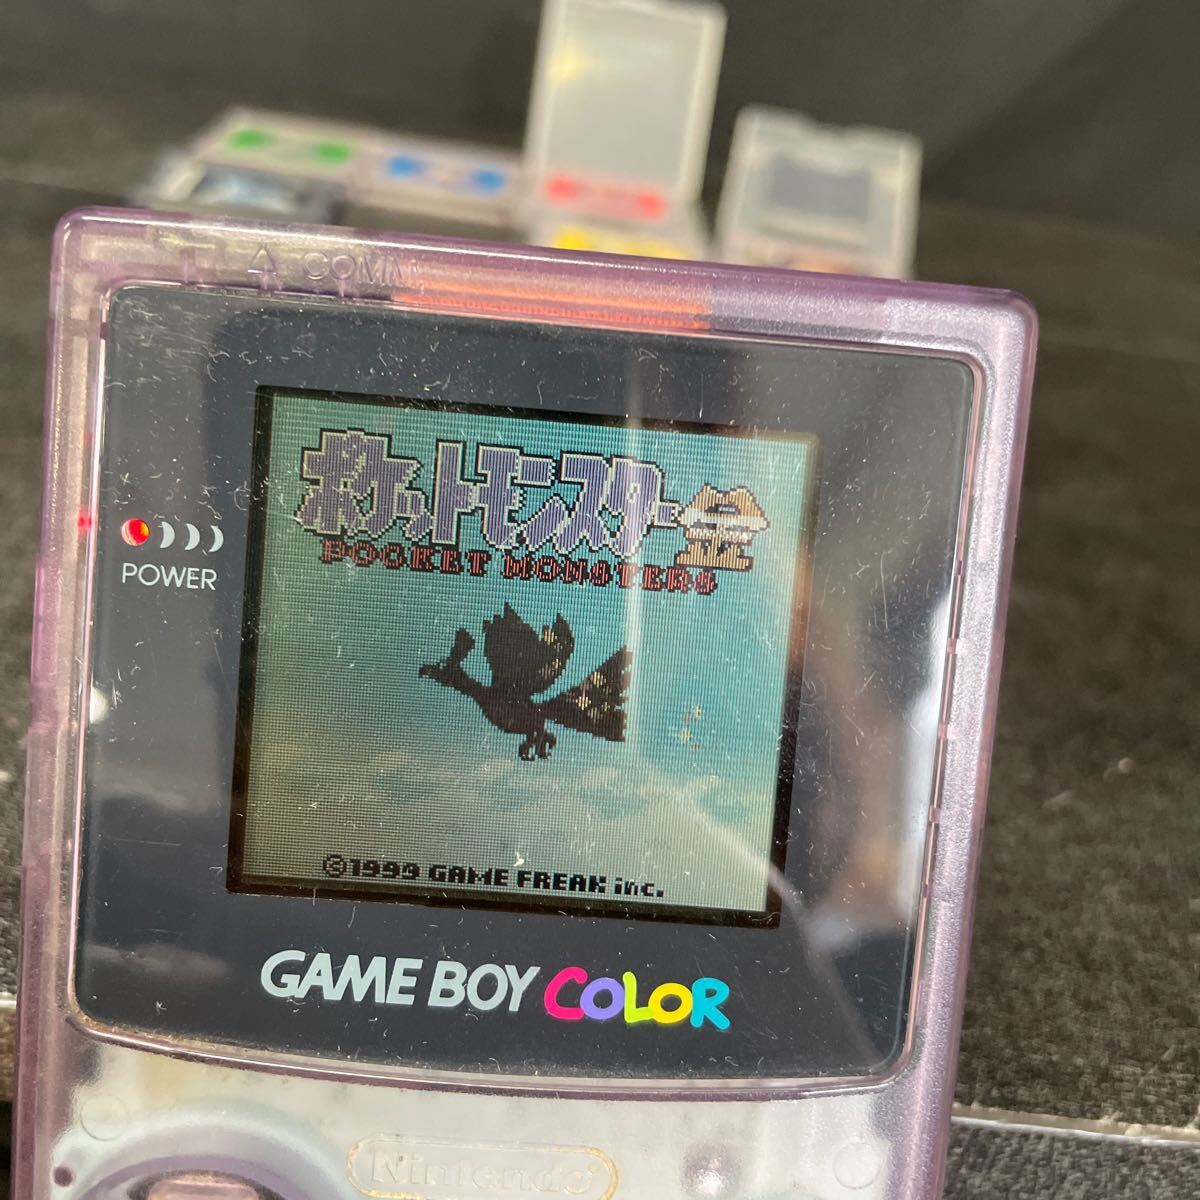 COMM
ポケットモンスター金
POCKET MONSTERS
POWER
©1999 GAME FREAK inc.
GAME BOY COLOR
Nintendo